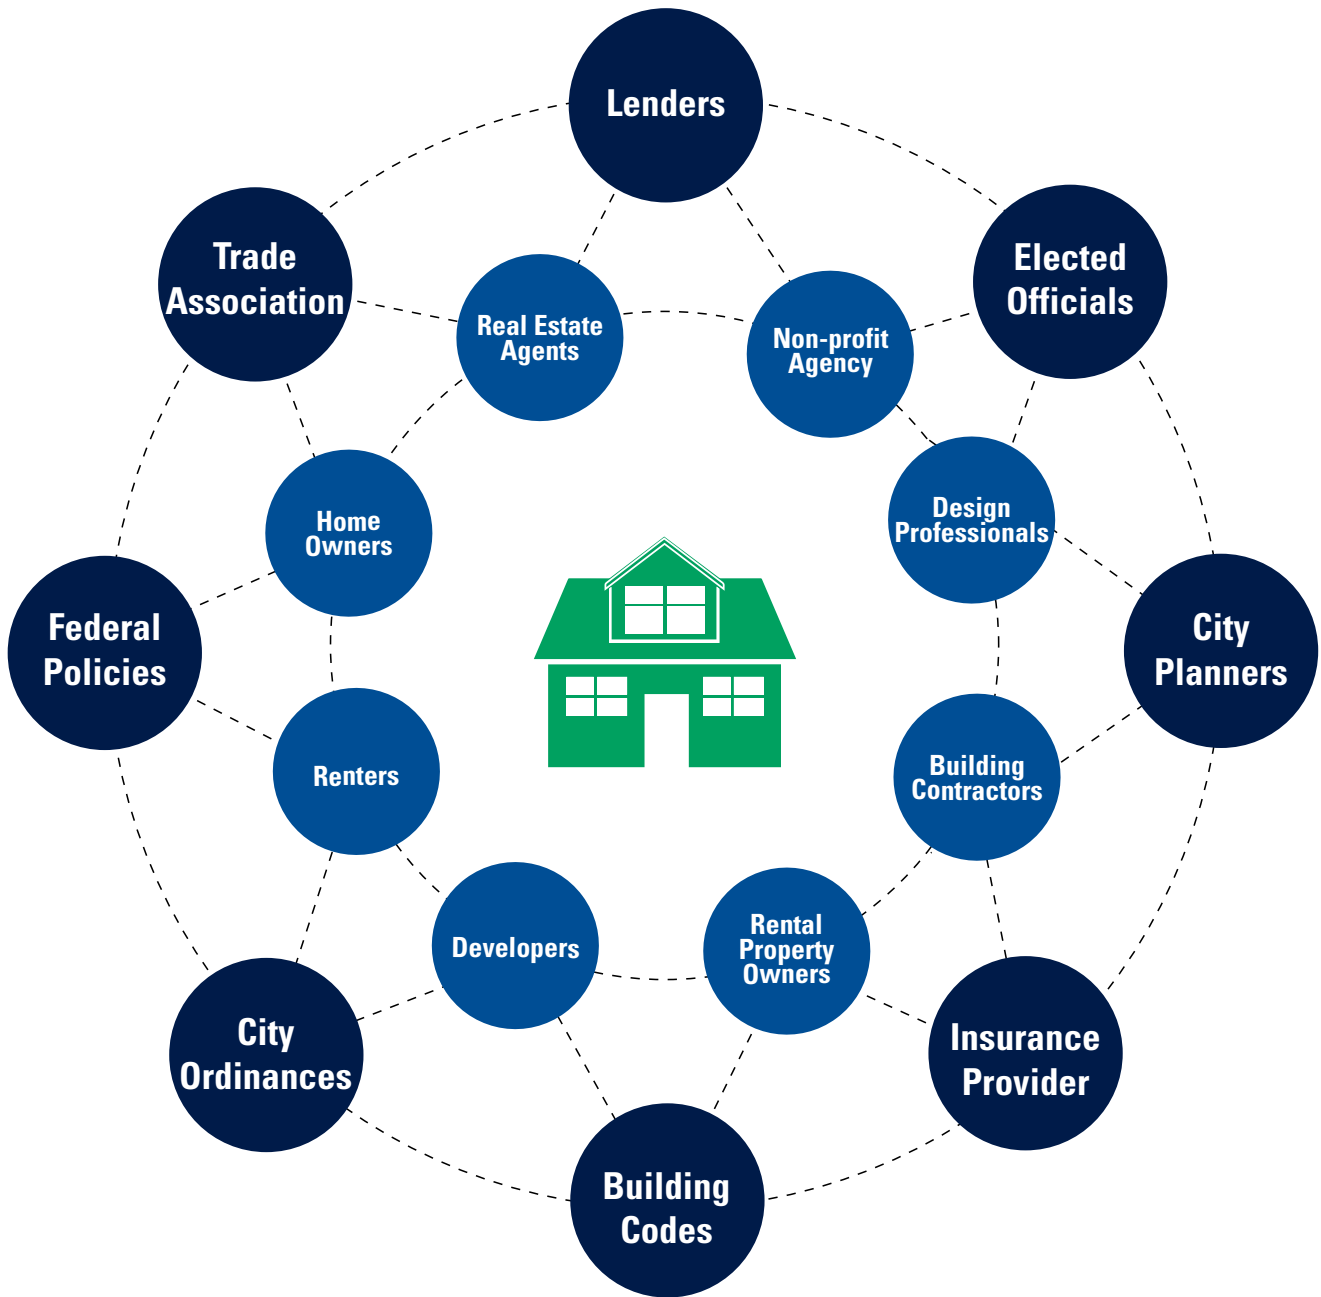 Lenders
Trade
Association
Elected
Officials
Real Estate
Agents
Non-profit
Agency
Home
Owners
Design
Professionals
Federal
Policies
City
Planners
Renters
Building
Contractors
Developers
Rental
Property
Owners
City
Ordinances
Insurance
Provider
Building
Codes